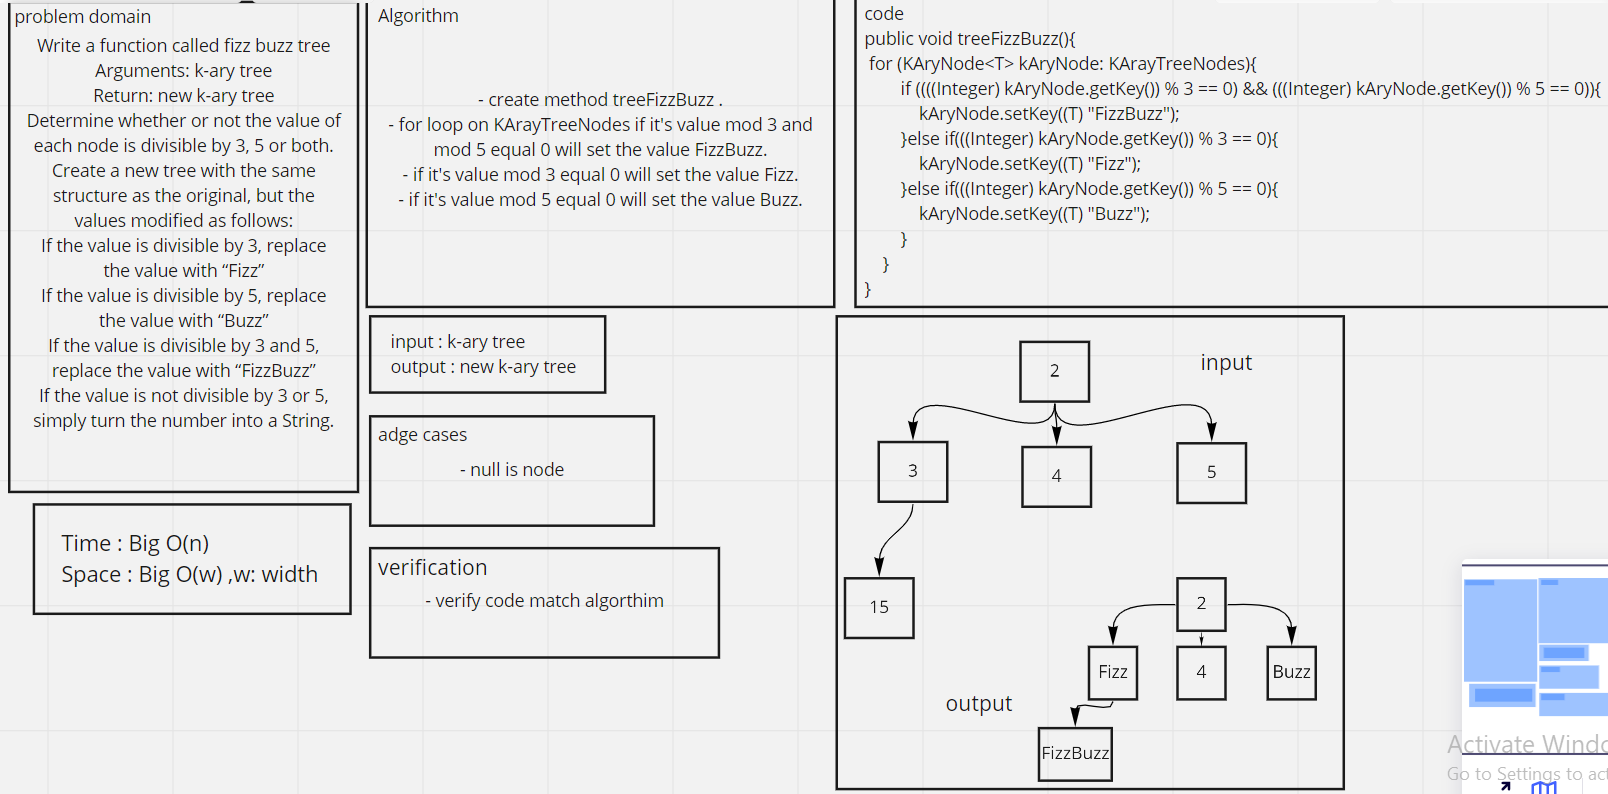 problem domain
Write a function called fizz buzz tree
Arguments: k-ary tree
Return: new k-ary tree
Determine whether or not the value of
each node is divisible by 3, 5 or both.
Create a new tree with the same
structure as the original, but the
values modified as follows:
If the value is divisible by 3, replace
the value with “Fizz”
If the value is divisible by 5, replace
the value with “Buzz”
If the value is divisible by 3 and 5,
replace the value with “FizzBuzz”
If the value is not divisible by 3 or 5,
simply turn the number into a String.
Time : Big O(n)
Space : Big O(w) ,w: width
Algorithm
- create method treeFizzBuzz .
- for loop on KArayTreeNodes if it's value mod 3 and
mod 5 equal 0 will set the value FizzBuzz.
- if it's value mod 3 equal 0 will set the value Fizz.
- if it's value mod 5 equal 0 will set the value Buzz.
input : k-ary tree
output : new k-ary tree
adge cases
- null is node
verification
- verify code match algorthim
code
public void treeFizzBuzz(){
for (KAryNode<T> kAryNode: KArayTreeNodes){
if ((((Integer) kAryNode.getKey()) % 3 == 0) && (((Integer) kAryNode.getKey()) % 5 == 0)){
kAryNode.setKey((T) "FizzBuzz");
}else if(((Integer) kAryNode.getKey()) % 3 == 0){
kAryNode.setKey((T) "Fizz");
}else if(((Integer) kAryNode.getKey()) % 5 == 0){
kAryNode.setKey((T) "Buzz");
}
}
}
input
2
3
4
5
15
output
2
Fizz
4
Buzz
FizzBuzz
Activate Windo
Go to Settings to act